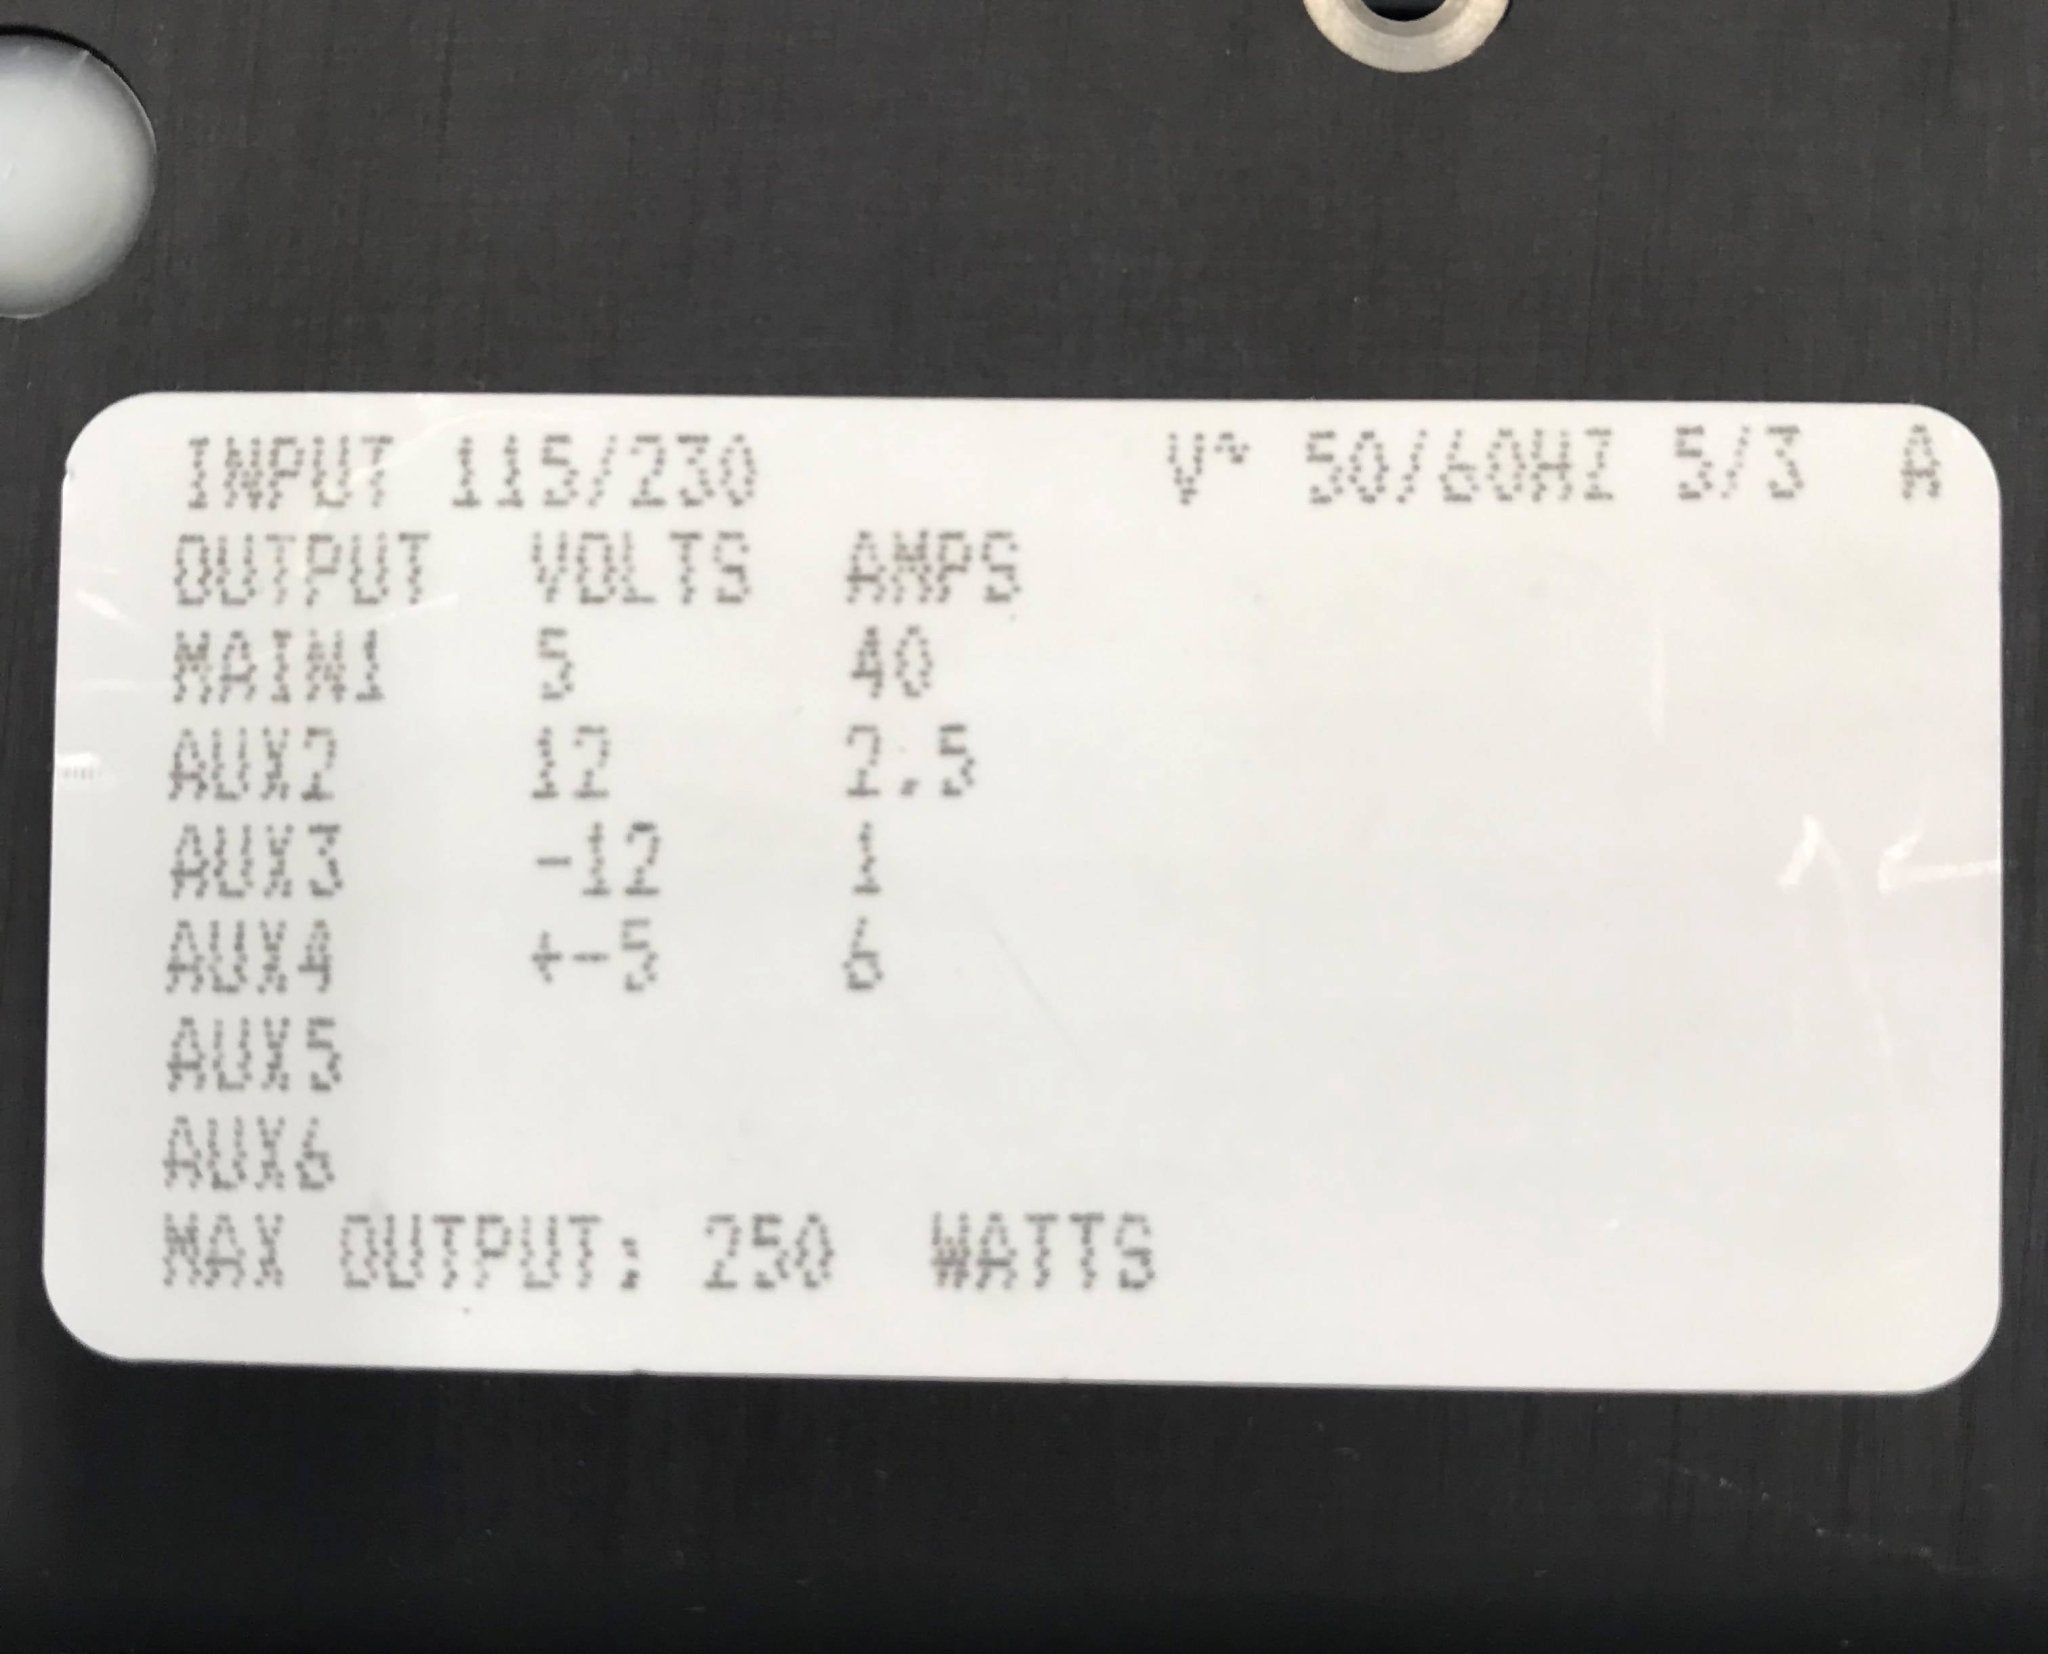 INPUT 115/230 V~ 50/60HZ 5/3 A
OUTPUT VOLTS AMPS
MAIN1 5 40
AUX2 12 2.5
AUX3 -12 1
AUX4 +-5 6
AUX5
AUX6
MAX OUTPUT: 250 WATTS